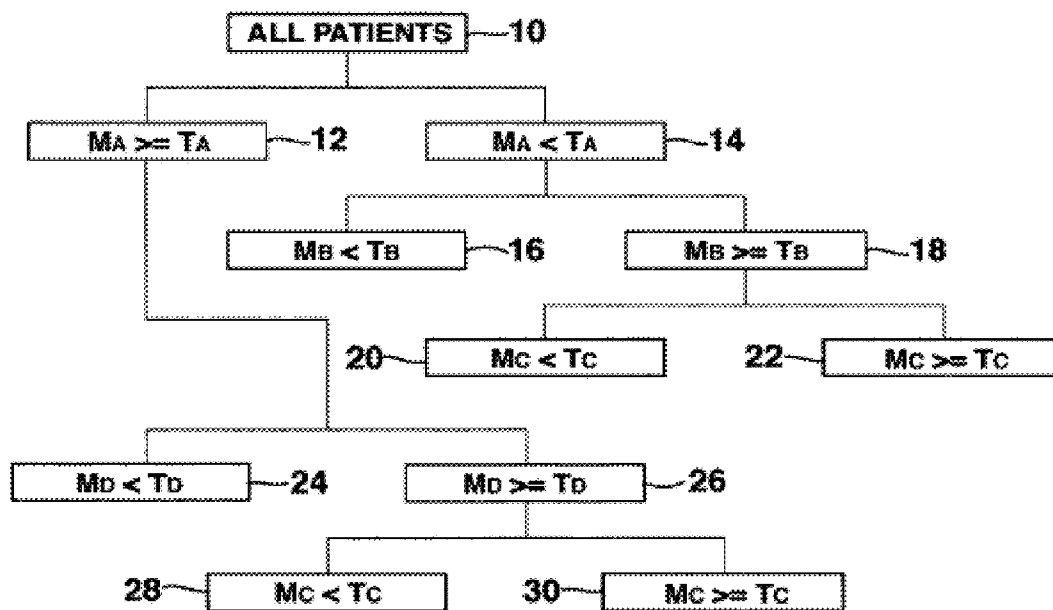 ALL PATIENTS 10
MA >= TA 12 MA < TA 14
MB < TB 16 MB >= TB 18
20 MC < TC 22 MC >= TC
MD < TD 24 MD >= TD 26
28 MC < TC 30 MC >= TC